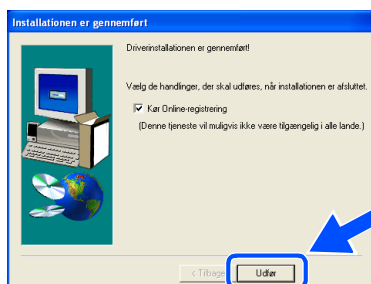 Installationen er gennemført
Driverinstallationen er gennemført!
Vælg de handlinger, der skal udføres, når installationen er afsluttet.
Kør Online-registrering
(Denne tjeneste vil muligvis ikke være tilgængelig i alle lande.)
< Tilbage
Udfør